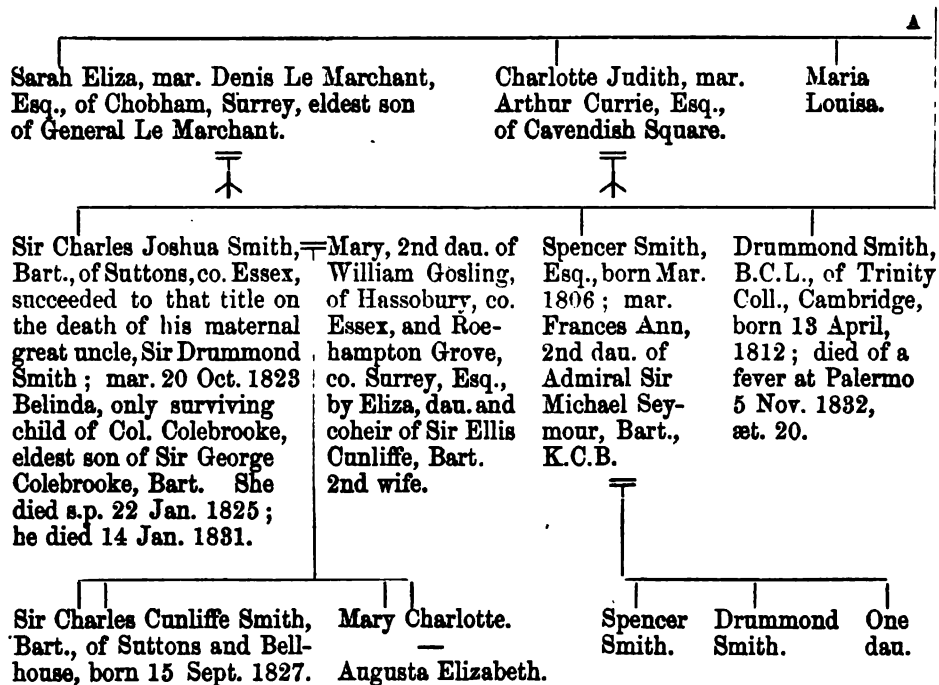 A
Sarah Eliza, mar. Denis Le Marchant,
Esq., of Chobham, Surrey, eldest son
of General Le Marchant.
Charlotte Judith, mar.
Arthur Currie, Esq.,
of Cavendish Square.
Maria
Louisa.
Sir Charles Joshua Smith,
Bart., of Suttons, co. Essex,
succeeded to that title on
the death of his maternal
great uncle, Sir Drummond
Smith; mar. 20 Oct. 1823
Belinda, only surviving
child of Col. Colebrooke,
eldest son of Sir George
Colebrooke, Bart. She
died s.p. 22 Jan. 1825;
he died 14 Jan. 1831.
Mary, 2nd dau. of
William Gosling,
of Hassobury, co.
Essex, and Roe-
hampton Grove,
co. Surrey, Esq.,
by Eliza, dau. and
coheir of Sir Ellis
Cunliffe, Bart.
2nd wife.
Spencer Smith,
Esq., born Mar.
1806; mar.
Frances Ann,
2nd dau. of
Admiral Sir
Michael Sey-
mour, Bart.,
K.C.B.
Drummond Smith,
B.C.L., of Trinity
Coll., Cambridge,
born 13 April,
1812; died of a
fever at Palermo
5 Nov. 1832,
æt. 20.
Sir Charles Cunliffe Smith,
Bart., of Suttons and Bell-
house, born 15 Sept. 1827.
Mary Charlotte.
—
Augusta Elizabeth.
Spencer
Smith.
Drummond
Smith.
One
dau.